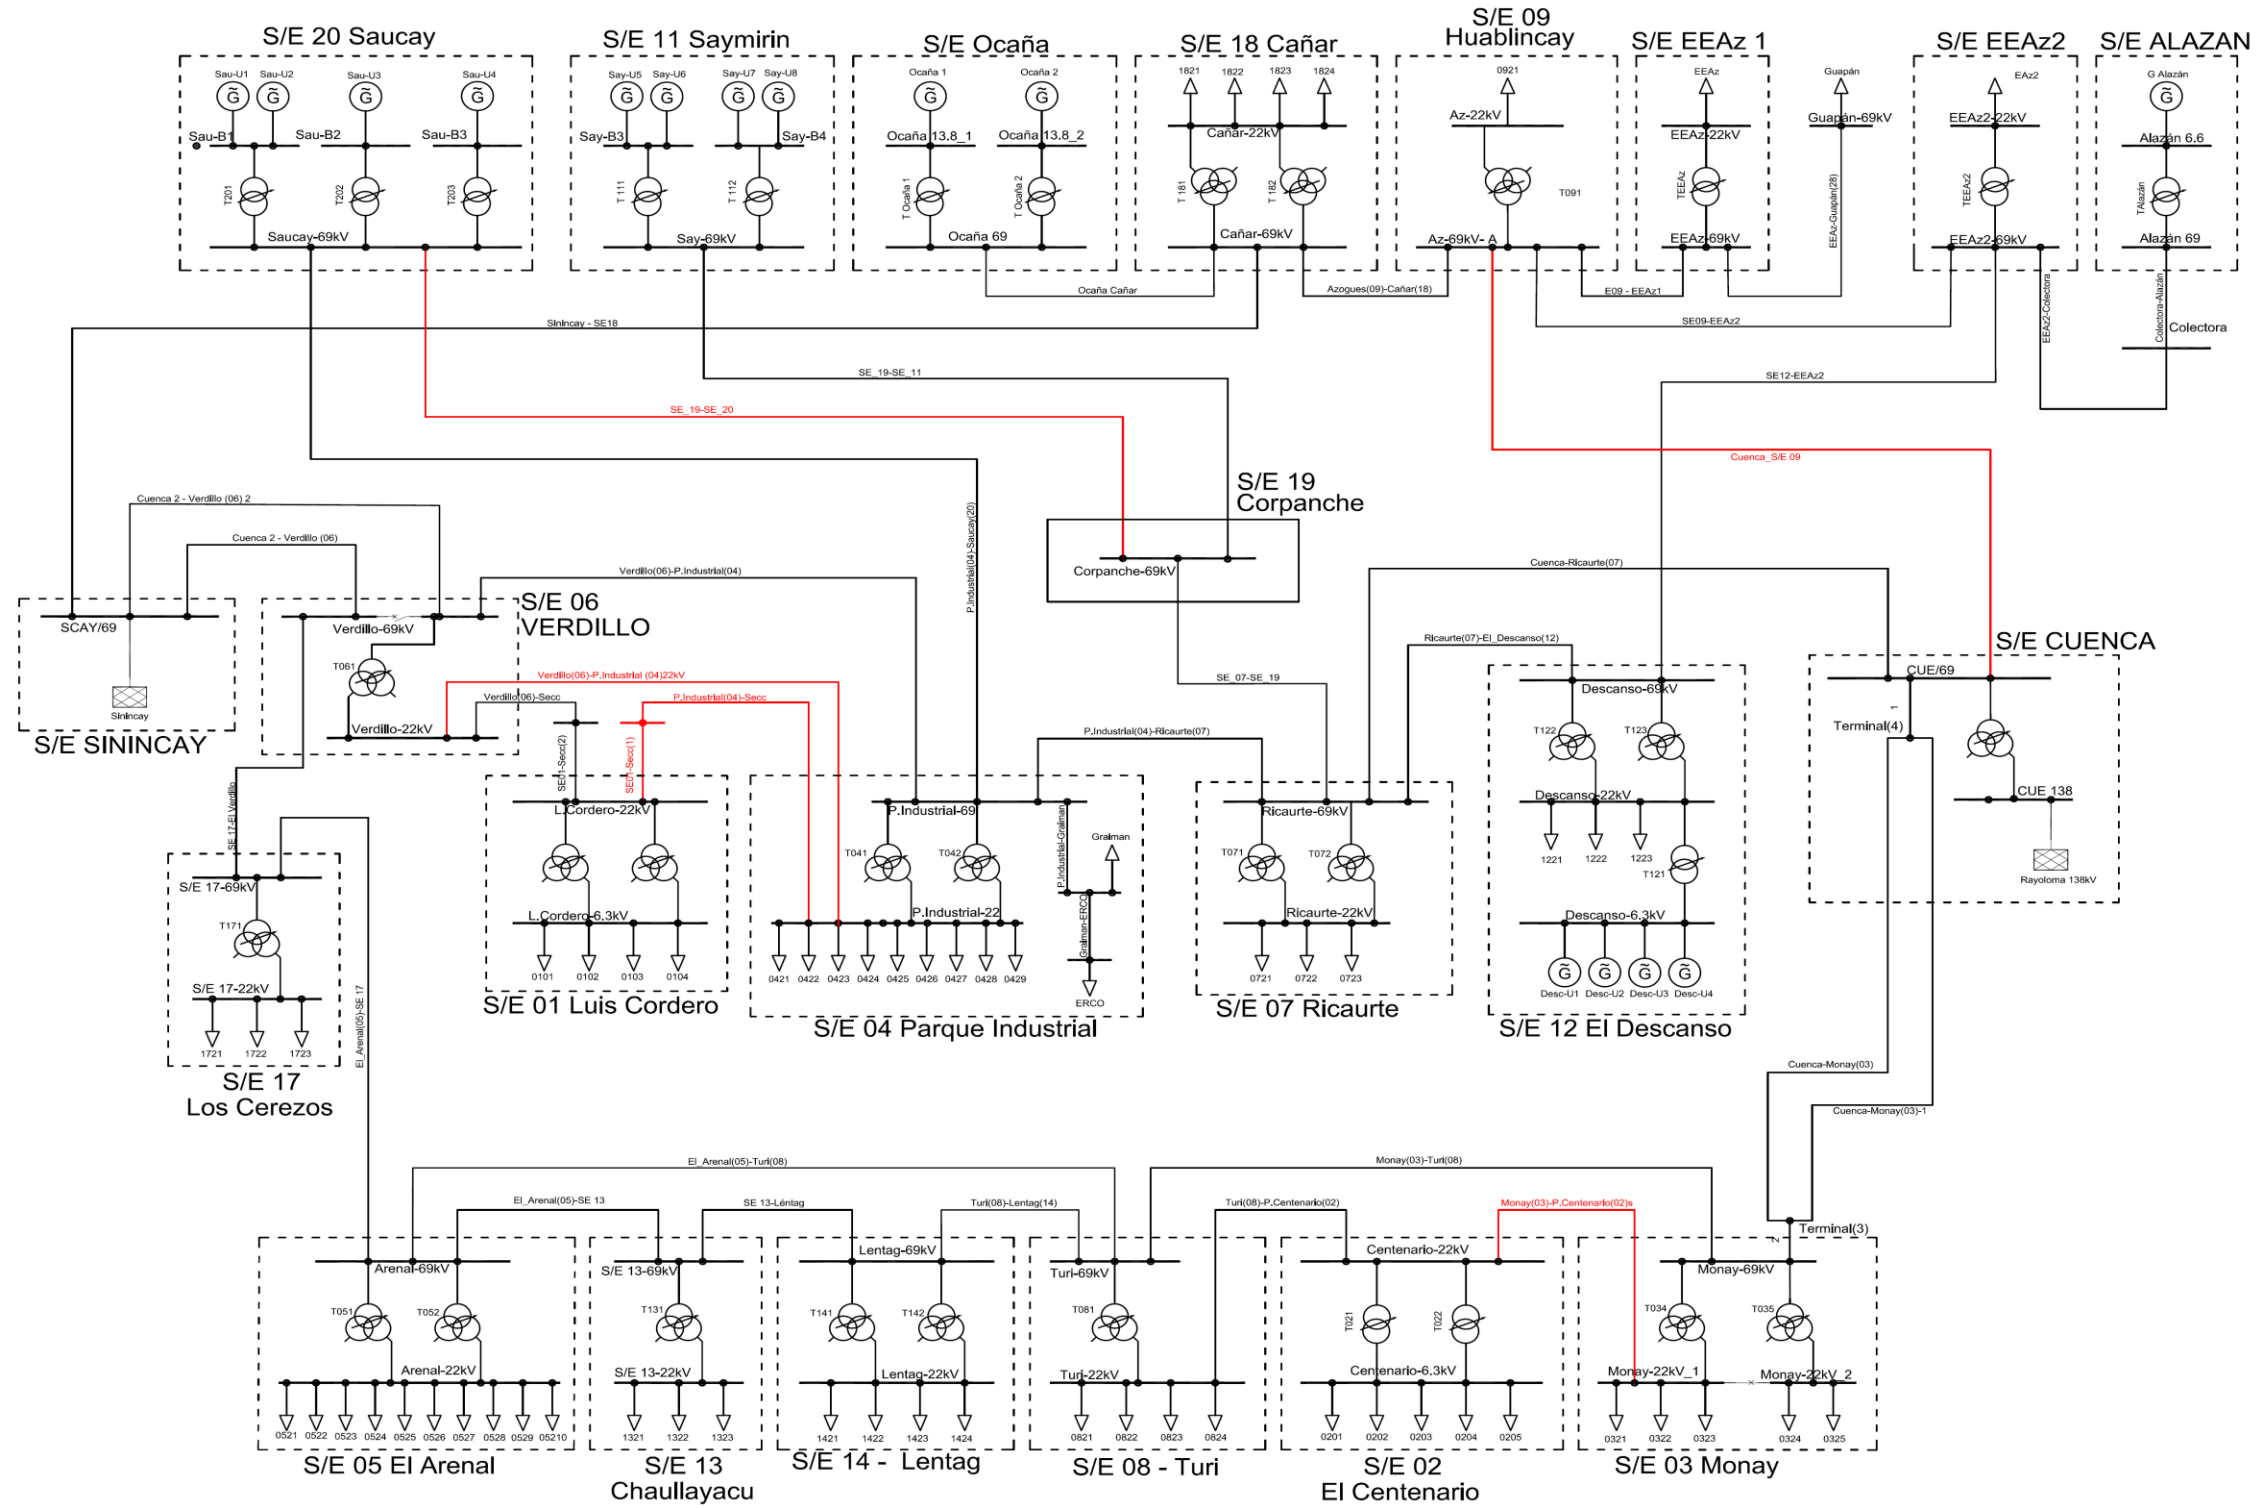 S/E 20 Saucay
S/E 11 Saymirin
S/E Ocaña
S/E 18 Cañar
S/E 09
Huablincay
S/E EEAz 1
S/E EEAz2
S/E ALAZAN
Sau-U1
Sau-U2
Sau-U3
Sau-U4
Say-U5
Say-U6
Say-U7
Say-U8
Ocaña 1
Ocaña 2
1821
1822
1823
1824
0921
EEAz
Guapán
EAz2
G Alazán
G̃
G̃
G̃
G̃
G̃
G̃
G̃
G̃
G̃
G̃
G̃
Sau-B1
Sau-B2
Sau-B3
Say-B3
Say-B4
Ocaña 13.8_1
Ocaña 13.8_2
Cañar-22kV
Az-22kV
EEAz-22kV
Guapán-69kV
EEAz2-22kV
Alazán 6.6
T201
T202
T203
T 111
T 112
T Ocaña 1
T Ocaña 2
T 181
T 182
T091
TEEAz
EEAz-Guapán(28)
TEEAz2
TAlazán
Saucay-69kV
Say-69kV
Ocaña 69
Cañar-69kV
Az-69kV- A
EEAz-69kV
EEAz2-69kV
Alazán 69
Ocaña Cañar
Azogues(09)-Cañar(18)
E09 - EEAz1
Sinincay - SE18
SE09-EEAz2
EEAz2-Colectora
Colectora-Alazán
Colectora
SE_19-SE_11
SE12-EEAz2
SE_19-SE_20
Cuenca_S/E 09
S/E 19
Corpanche
Cuenca 2 - Verdillo (06) 2
P.Industrial(04)-Saucay(20)
Cuenca 2 - Verdillo (06)
Verdillo(06)-P.Industrial(04)
Corpanche-69kV
Cuenca-Ricaurte(07)
S/E 06
VERDILLO
SCAY/69
Verdillo-69kV
Ricaurte(07)-El_Descanso(12)
S/E CUENCA
T061
Verdillo(06)-P.Industrial (04)22kV
Verdillo(06)-Secc
P.Industrial(04)-Secc
SE_07-SE_19
CUE/69
Descanso-69kV
Sinincay
Verdillo-22kV
S/E SININCAY
SE01-Secc(2)
SE01-Secc(1)
P.Industrial(04)-Ricaurte(07)
T122
T123
1
Terminal(4)
SE 17-El Verdillo
L.Cordero-22kV
P.Industrial-69
P.Industrial-Graiman
Graiman
Ricaurte-69kV
Descanso-22kV
CUE 138
T041
T042
T071
T072
1221
1222
1223
T121
Rayoloma 138kV
S/E 17-69kV
T171
L.Cordero-6.3kV
P.Industrial-22
Graiman-ERCO
Ricaurte-22kV
Descanso-6.3kV
0101
0102
0103
0104
0421
0422
0423
0424
0425
0426
0427
0428
0429
ERCO
0721
0722
0723
G̃
G̃
G̃
G̃
Desc-U1
Desc-U2
Desc-U3
Desc-U4
S/E 17-22kV
1721
1722
1723
S/E 01 Luis Cordero
S/E 04 Parque Industrial
S/E 07 Ricaurte
S/E 12 El Descanso
El_Arenal(05)-SE 17
S/E 17
Los Cerezos
Cuenca-Monay(03)
Cuenca-Monay(03)-1
El_Arenal(05)-Turi(08)
Monay(03)-Turi(08)
El_Arenal(05)-SE 13
SE 13-Léntag
Turi(08)-Lentag(14)
Turi(08)-P.Centenario(02)
Monay(03)-P.Centenario(02)s
Terminal(3)
2
Arenal-69kV
S/E 13-69kV
Lentag-69kV
Turi-69kV
Centenario-22kV
Monay-69kV
T051
T052
T131
T141
T142
T081
T021
T022
T034
T035
Arenal-22kV
S/E 13-22kV
Lentag-22kV
Turi-22kV
Centenario-6.3kV
Monay-22kV_1
Monay-22kV_2
0521
0522
0523
0524
0525
0526
0527
0528
0529
05210
1321
1322
1323
1421
1422
1423
1424
0821
0822
0823
0824
0201
0202
0203
0204
0205
0321
0322
0323
0324
0325
S/E 05 El Arenal
S/E 13
Chaullayacu
S/E 14 - Lentag
S/E 08 - Turi
S/E 02
El Centenario
S/E 03 Monay